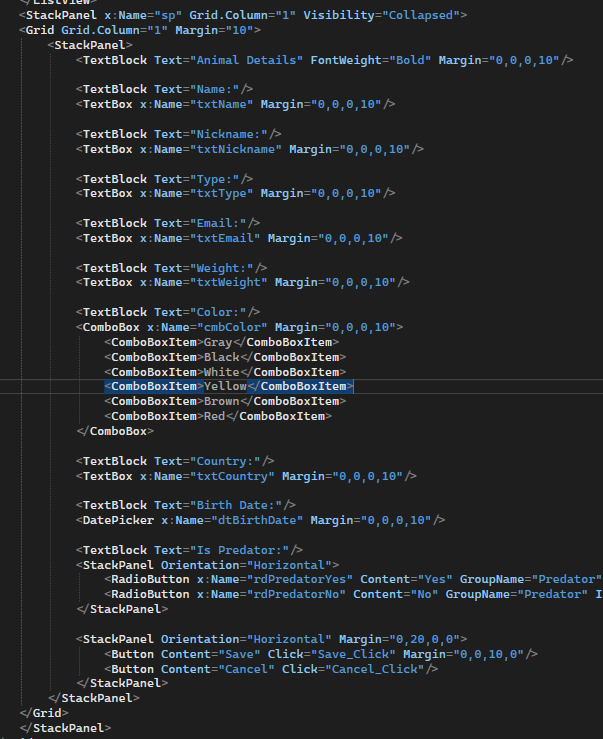 </ListView>
<StackPanel x:Name="sp" Grid.Column="1" Visibility="Collapsed">
<Grid Grid.Column="1" Margin="10">
<StackPanel>
<TextBlock Text="Animal Details" FontWeight="Bold" Margin="0,0,0,10"/>
<TextBlock Text="Name:"/>
<TextBox x:Name="txtName" Margin="0,0,0,10"/>
<TextBlock Text="Nickname:"/>
<TextBox x:Name="txtNickname" Margin="0,0,0,10"/>
<TextBlock Text="Type:"/>
<TextBox x:Name="txtType" Margin="0,0,0,10"/>
<TextBlock Text="Email:"/>
<TextBox x:Name="txtEmail" Margin="0,0,0,10"/>
<TextBlock Text="Weight:"/>
<TextBox x:Name="txtWeight" Margin="0,0,0,10"/>
<TextBlock Text="Color:"/>
<ComboBox x:Name="cmbColor" Margin="0,0,0,10">
<ComboBoxItem>Gray</ComboBoxItem>
<ComboBoxItem>Black</ComboBoxItem>
<ComboBoxItem>White</ComboBoxItem>
<ComboBoxItem>Yellow</ComboBoxItem>
<ComboBoxItem>Brown</ComboBoxItem>
<ComboBoxItem>Red</ComboBoxItem>
</ComboBox>
<TextBlock Text="Country:"/>
<TextBox x:Name="txtCountry" Margin="0,0,0,10"/>
<TextBlock Text="Birth Date:"/>
<DatePicker x:Name="dtBirthDate" Margin="0,0,0,10"/>
<TextBlock Text="Is Predator:"/>
<StackPanel Orientation="Horizontal">
<RadioButton x:Name="rdPredatorYes" Content="Yes" GroupName="Predator"
<RadioButton x:Name="rdPredatorNo" Content="No" GroupName="Predator" I
</StackPanel>
<StackPanel Orientation="Horizontal" Margin="0,20,0,0">
<Button Content="Save" Click="Save_Click" Margin="0,0,10,0"/>
<Button Content="Cancel" Click="Cancel_Click"/>
</StackPanel>
</StackPanel>
</Grid>
</StackPanel>